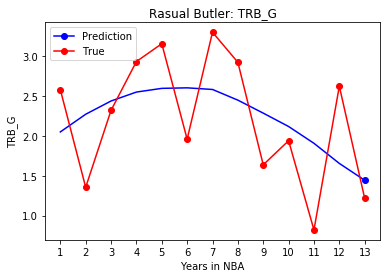 Rasual Butler: TRB_G
Prediction
True
3.0
2.5
2.0
1.5
1.0
TRB_G
1 2 3 4 5 6 7 8 9 10 11 12 13
Years in NBA